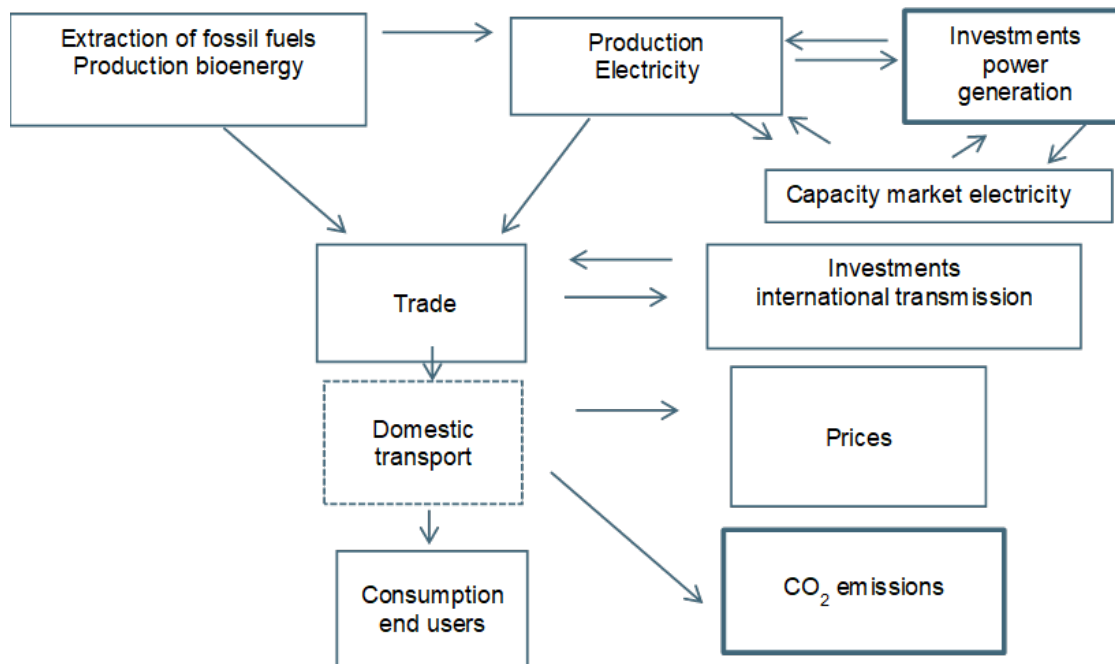 Extraction of fossil fuels
Production bioenergy
Production
Electricity
Investments
power
generation
Capacity market electricity
Trade
Investments
international transmission
Domestic
transport
Prices
Consumption
end users
CO₂ emissions